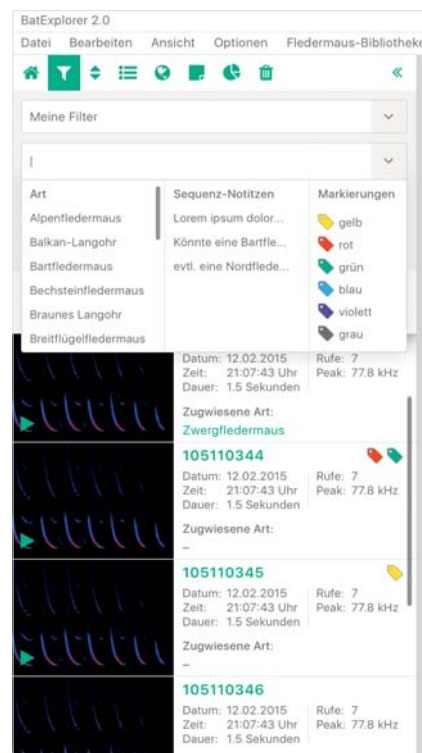 BatExplorer 2.0
Datei Bearbeiten Ansicht Optionen Fledermaus-Bibliotheke
Meine Filter
Art
Alpenfledermaus
Balkan-Langohr
Bartfledermaus
Bechsteinfledermaus
Braunes Langohr
Breitflügelfledermaus
Sequenz-Notitzen
Lorem ipsum dolor...
Könnte eine Bartfle...
evtl. eine Nordflede...
Markierungen
gelb
rot
grün
blau
violett
grau
Datum: 12.02.2015 Rufe: 7
Zeit: 21:07:43 Uhr Peak: 77.8 kHz
Dauer: 1.5 Sekunden
Zugwiesene Art:
Zwergfledermaus
105110344
Datum: 12.02.2015 Rufe: 7
Zeit: 21:07:43 Uhr Peak: 77.8 kHz
Dauer: 1.5 Sekunden
Zugwiesene Art:
–
105110345
Datum: 12.02.2015 Rufe: 7
Zeit: 21:07:43 Uhr Peak: 77.8 kHz
Dauer: 1.5 Sekunden
Zugwiesene Art:
–
105110346
Datum: 12.02.2015 Rufe: 7
Zeit: 21:07:43 Uhr Peak: 77.8 kHz
Dauer: 1.5 Sekunden